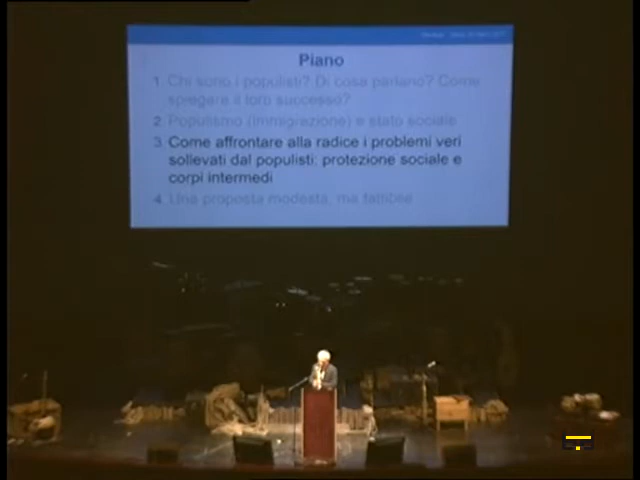 Piano
1. Chi sono i populisti? Di cosa parlano? Come
spiegare il loro successo?
2. Populismo (immigrazione) e stato sociale
3. Come affrontare alla radice i problemi veri
sollevati dal populisti: protezione sociale e
corpi intermedi
4. Una proposta modesta, ma fattibile